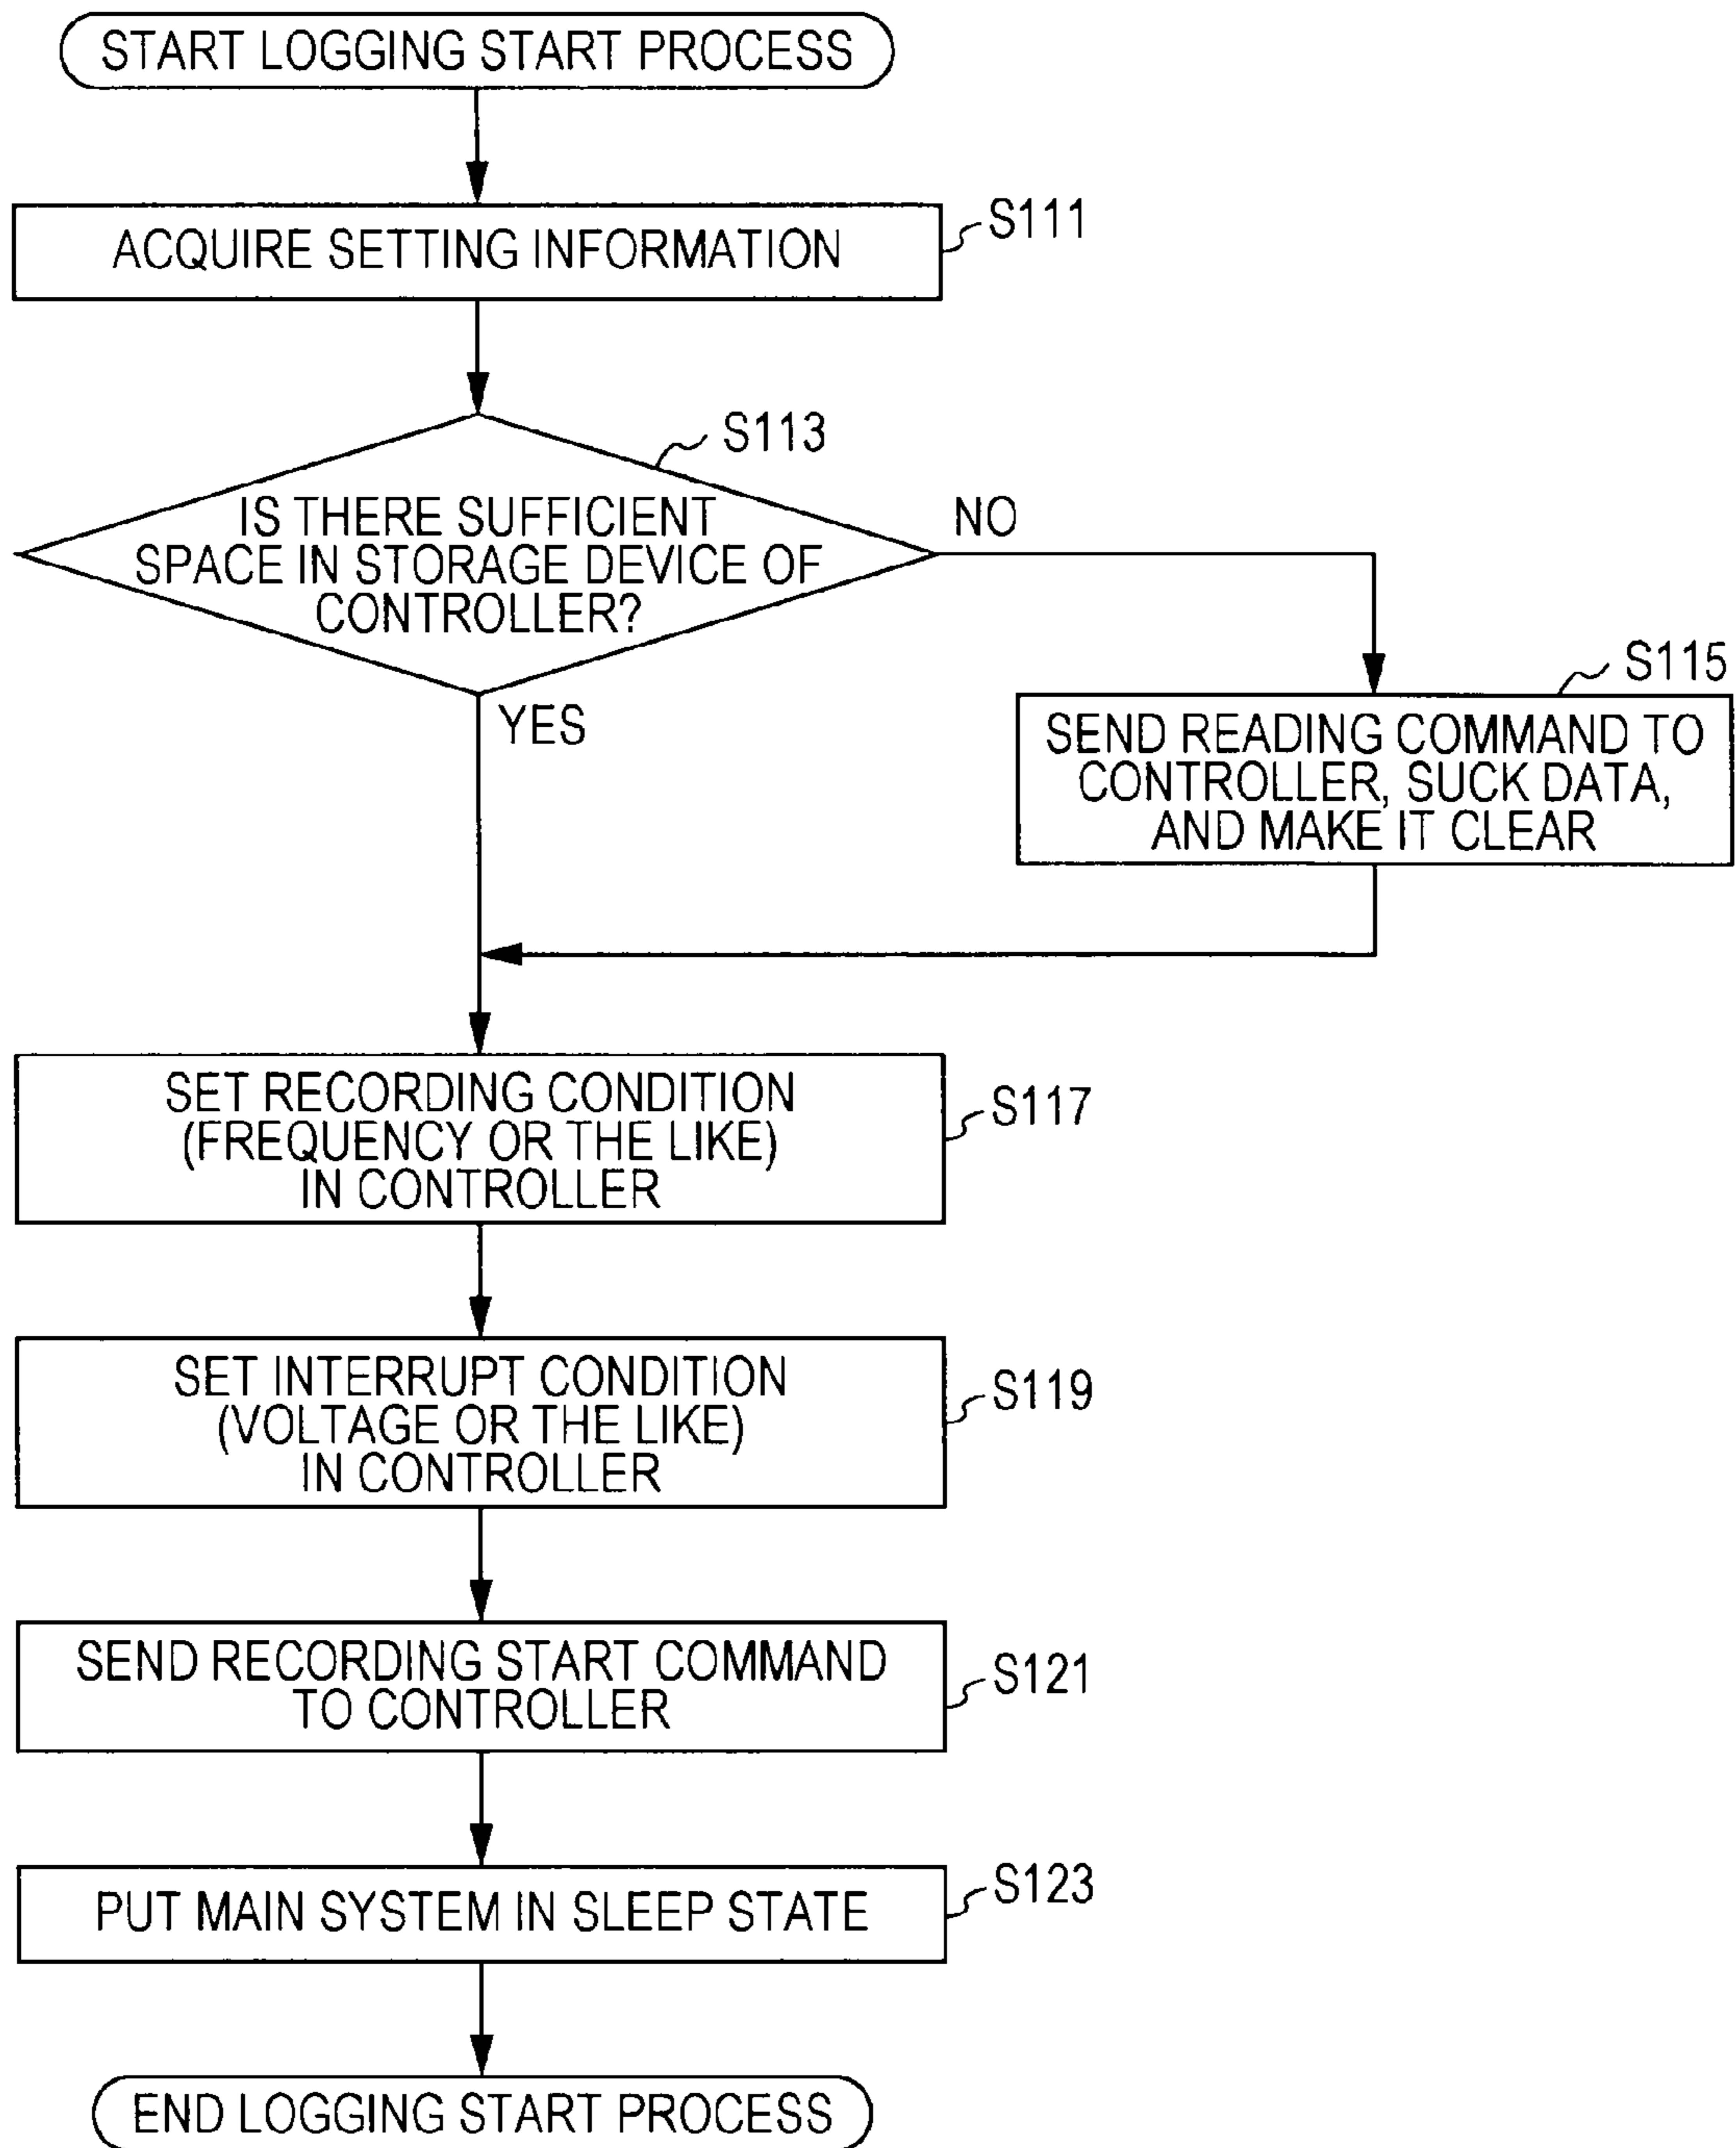 START LOGGING START PROCESS
S111
ACQUIRE SETTING INFORMATION
S113
IS THERE SUFFICIENT
SPACE IN STORAGE DEVICE OF
CONTROLLER?
NO
YES
S115
SEND READING COMMAND TO
CONTROLLER, SUCK DATA,
AND MAKE IT CLEAR
S117
SET RECORDING CONDITION
(FREQUENCY OR THE LIKE)
IN CONTROLLER
S119
SET INTERRUPT CONDITION
(VOLTAGE OR THE LIKE)
IN CONTROLLER
S121
SEND RECORDING START COMMAND
TO CONTROLLER
S123
PUT MAIN SYSTEM IN SLEEP STATE
END LOGGING START PROCESS